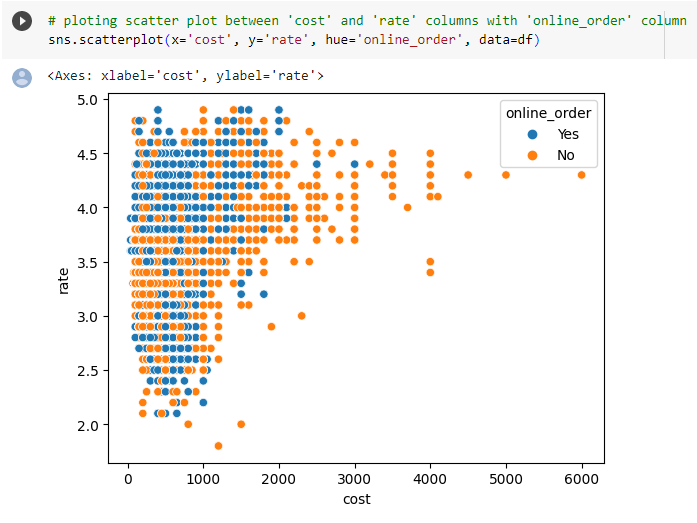 # ploting scatter plot between 'cost' and 'rate' columns with 'online_order' column
sns.scatterplot(x='cost', y='rate', hue='online_order', data=df)
<Axes: xlabel='cost', ylabel='rate'>
online_order
Yes
No
5.0
4.5
4.0
3.5
3.0
2.5
2.0
rate
0 1000 2000 3000 4000 5000 6000
cost